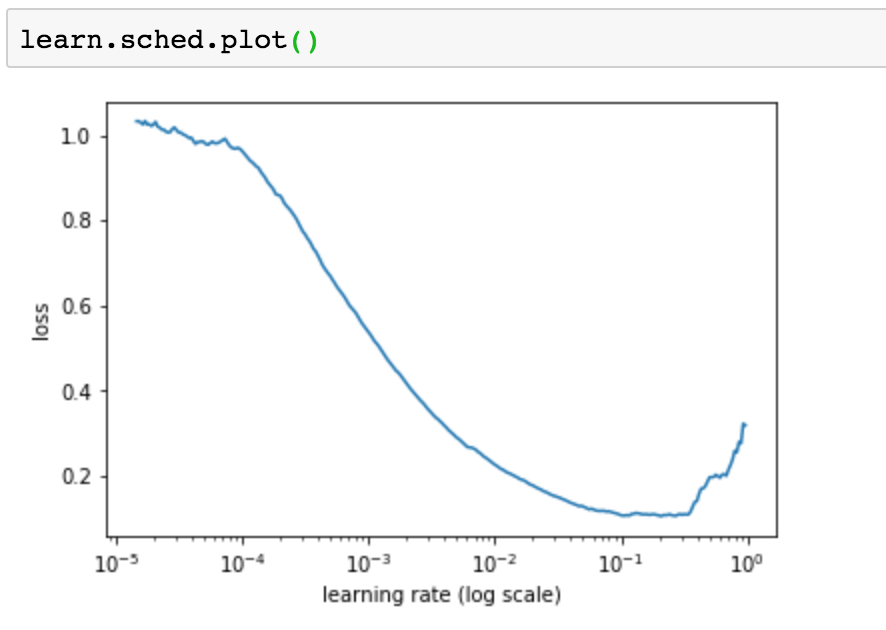 learn.sched.plot()
1.0
0.8
0.6
0.4
0.2
loss
10⁻⁵ 10⁻⁴ 10⁻³ 10⁻² 10⁻¹ 10⁰
learning rate (log scale)